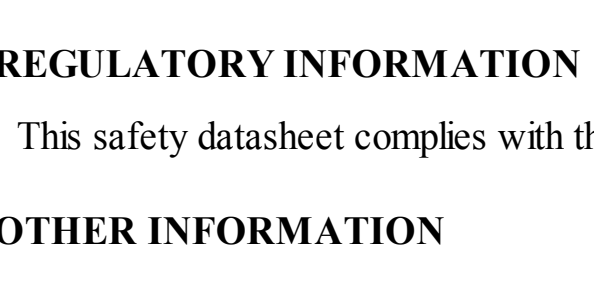 REGULATORY INFORMATION
This safety datasheet complies with th
OTHER INFORMATION